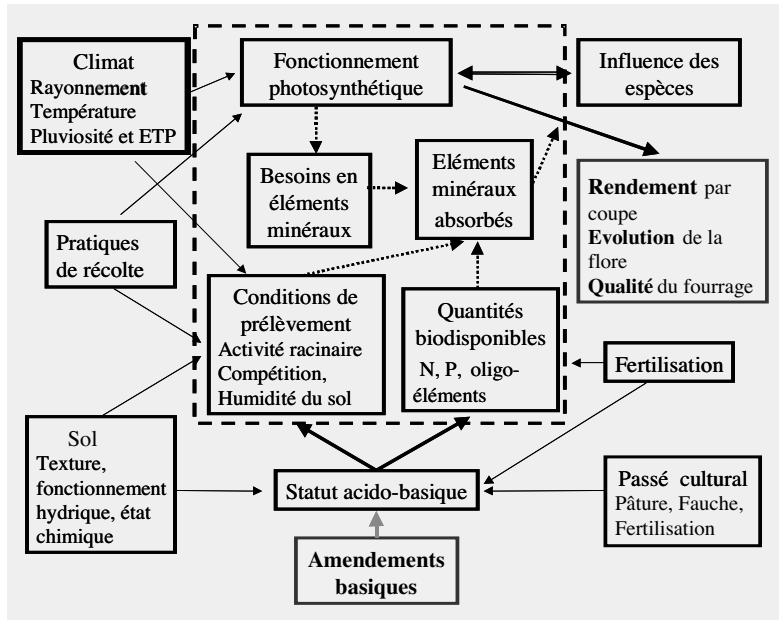 Climat
Rayonnement
Température
Pluviosité et ETP
Fonctionnement
photosynthétique
Influence des
espèces
Besoins en
éléments
minéraux
Eléments
minéraux
absorbés
Rendement par
coupe
Evolution de la
flore
Qualité du fourrage
Pratiques
de récolte
Conditions de
prélèvement
Activité racinaire
Compétition,
Humidité du sol
Quantités
biodisponibles
N, P, oligo-
éléments
Fertilisation
Sol
Texture,
fonctionnement
hydrique, état
chimique
Statut acido-basique
Passé cultural
Pâture, Fauche,
Fertilisation
Amendements
basiques